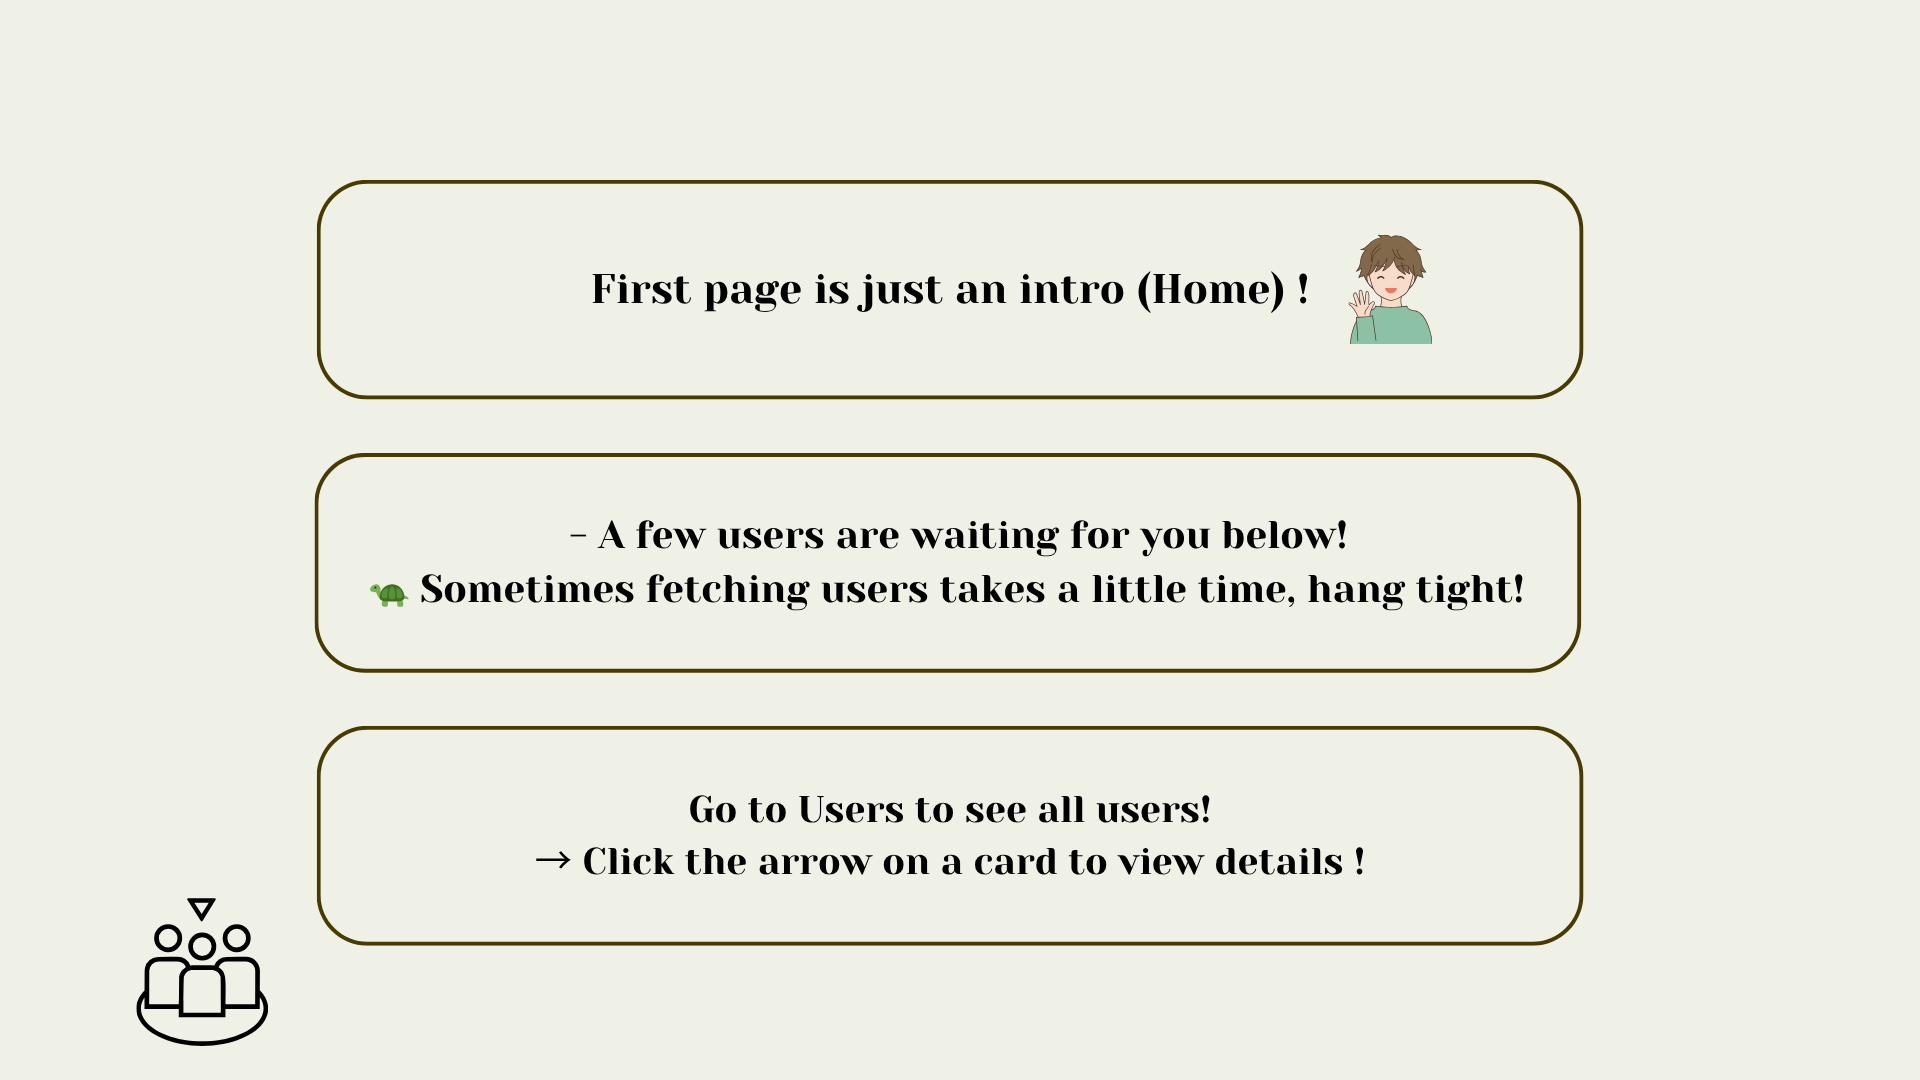 First page is just an intro (Home) !
- A few users are waiting for you below!
🐢 Sometimes fetching users takes a little time, hang tight!
Go to Users to see all users!
→ Click the arrow on a card to view details !